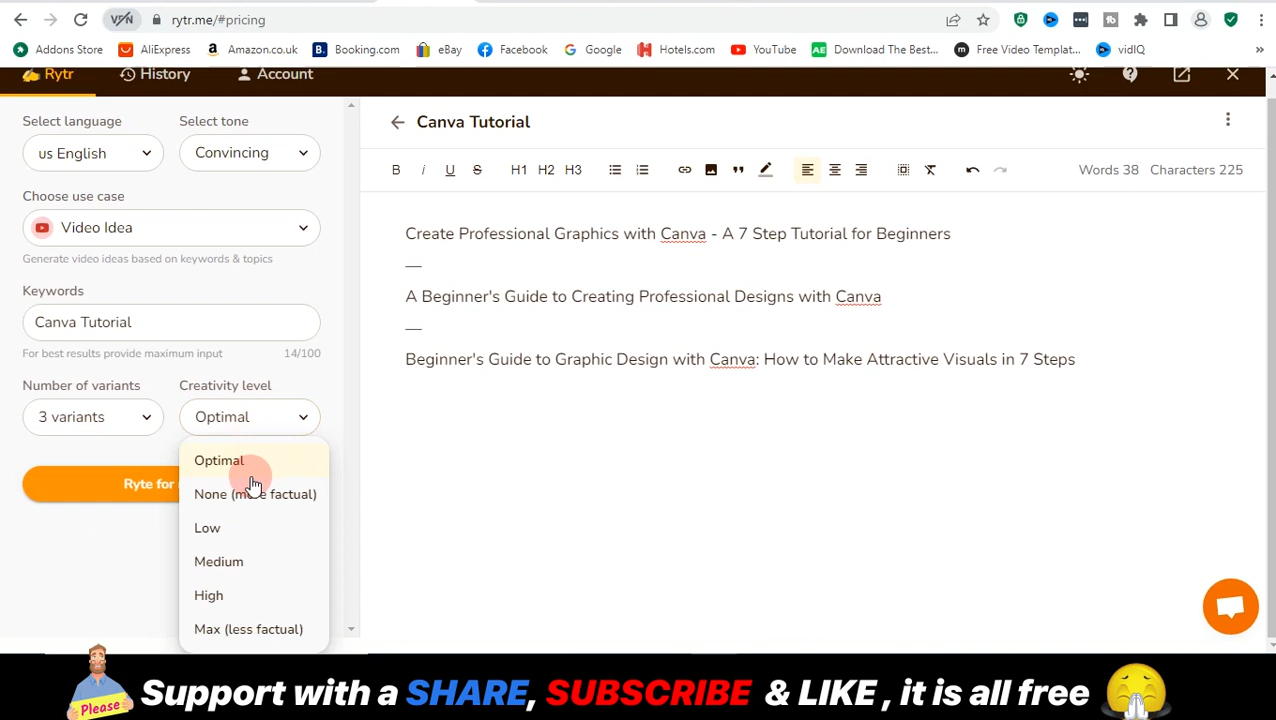 VPN rytr.me/#pricing
Addons Store AliExpress Amazon.co.uk Booking.com eBay Facebook Google Hotels.com YouTube Download The Best... Free Video Templat... vidIQ »
Rytr History Account
Select language Select tone
us English Convincing
Choose use case
Video Idea
Generate video ideas based on keywords & topics
Keywords
Canva Tutorial
For best results provide maximum input 14/100
Number of variants Creativity level
3 variants Optimal
Optimal
Ryte for
None (more factual)
Low
Medium
High
Max (less factual)
Canva Tutorial
B i U S H1 H2 H3 Words 38 Characters 225
Create Professional Graphics with Canva - A 7 Step Tutorial for Beginners
—
A Beginner's Guide to Creating Professional Designs with Canva
—
Beginner's Guide to Graphic Design with Canva: How to Make Attractive Visuals in 7 Steps
Please
Support with a SHARE, SUBSCRIBE & LIKE , it is all free